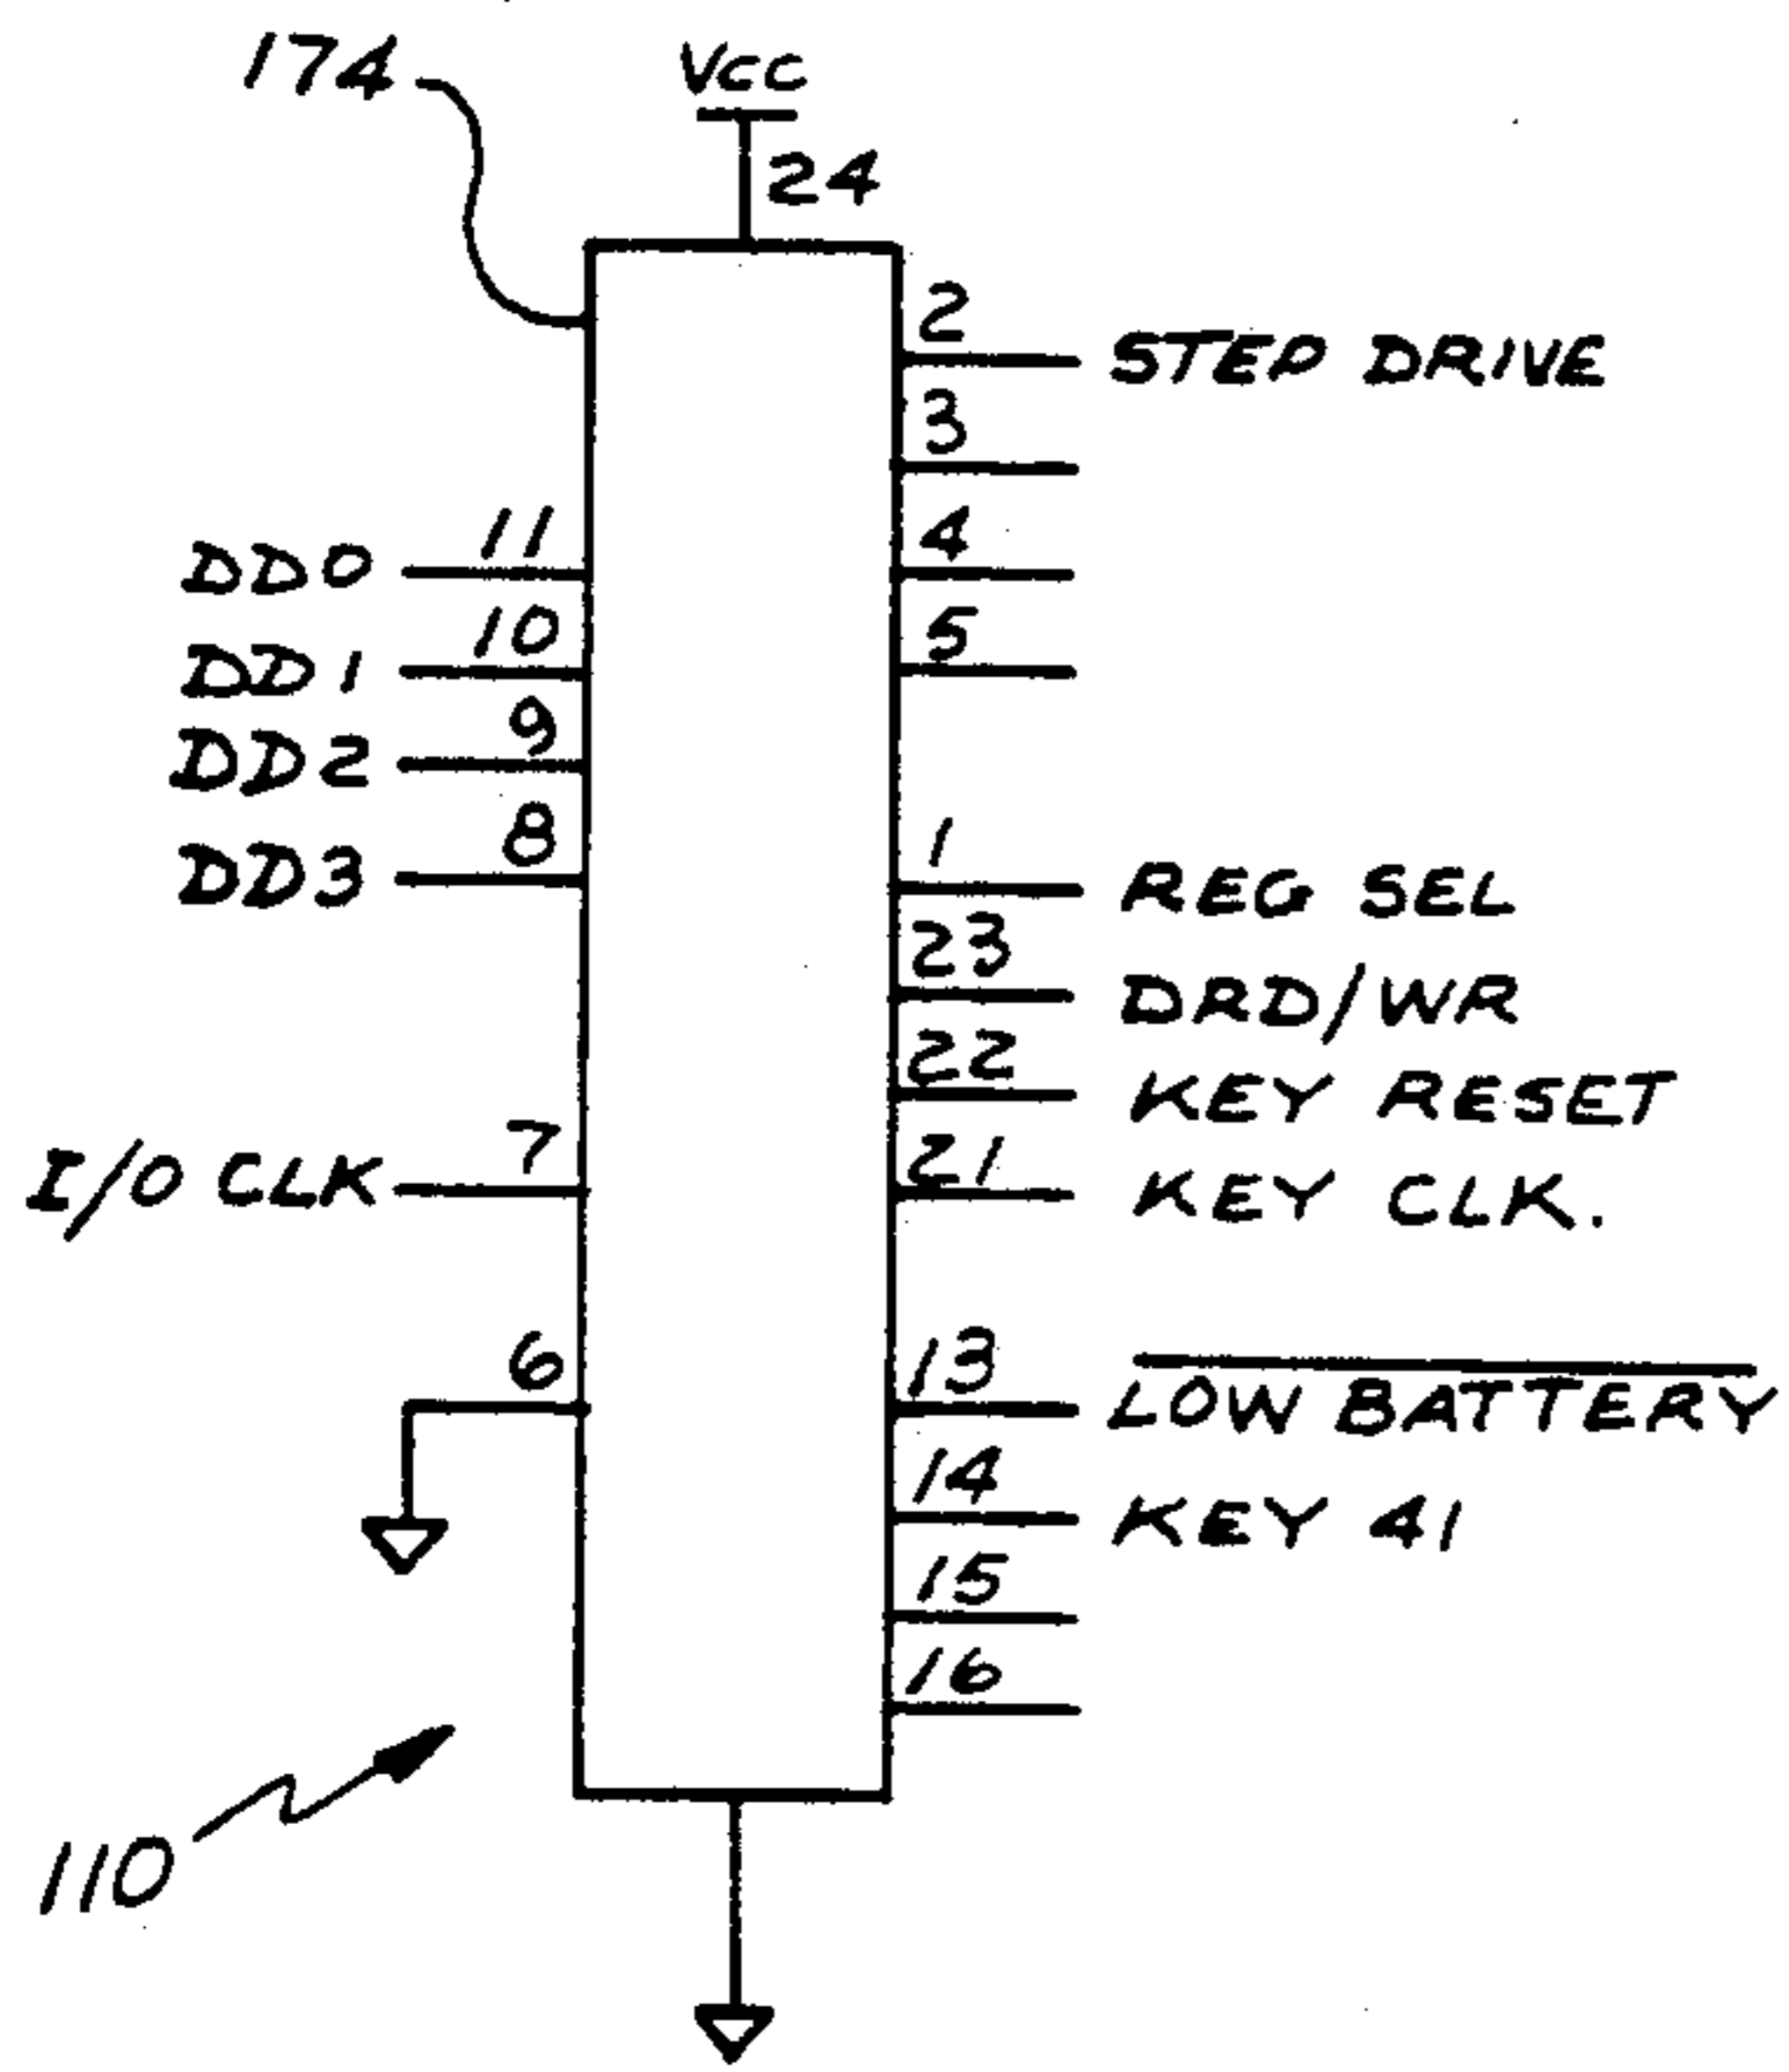 174
Vcc
24
2
STEP DRIVE
3
11
4
DD0
10
5
DD1
9
DD2
8
DD3
1
REG SEL
23
DRD/WR
22
KEY RESET
7
21
I/O CLK
KEY CLK.
6
13
LOW BATTERY
14
KEY 41
15
16
110